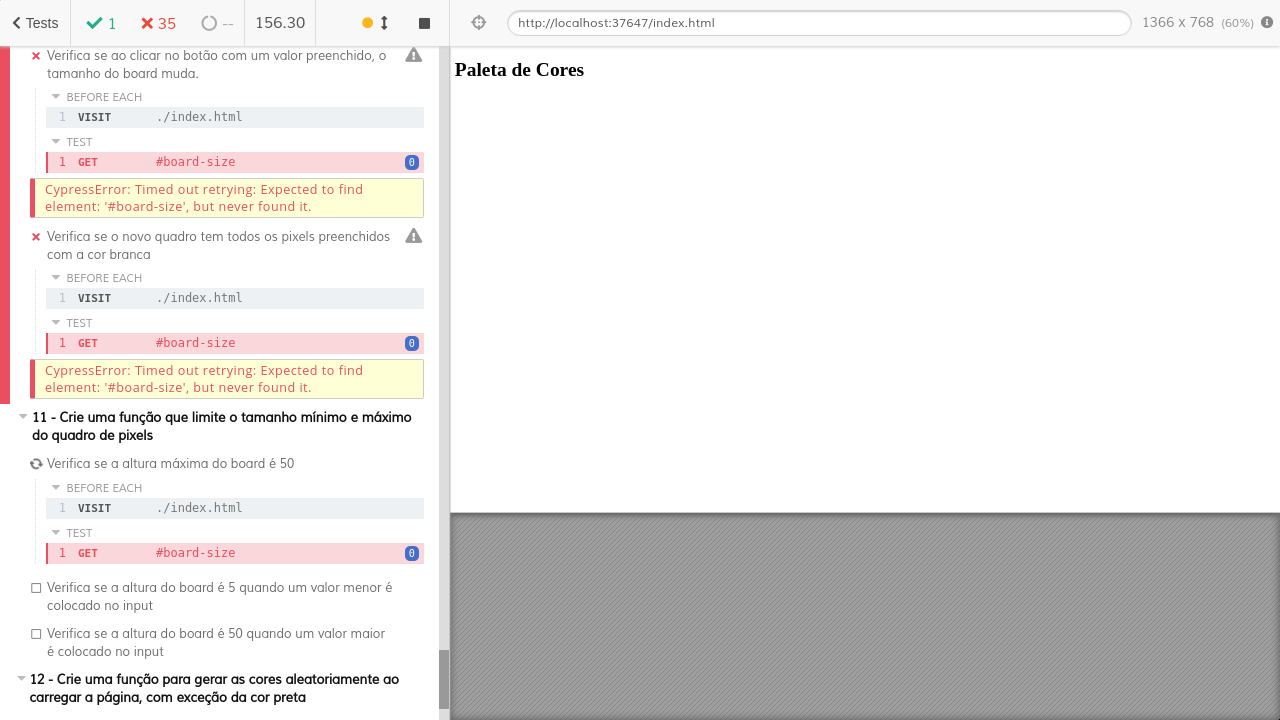 Tests
1
35
--
156.30
http://localhost:37647/index.html
1366 x 768 (60%)
Verifica se ao clicar no botão com um valor preenchido, o
tamanho do board muda.
BEFORE EACH
1 VISIT ./index.html
TEST
1 GET #board-size 0
CypressError: Timed out retrying: Expected to find
element: '#board-size', but never found it.
Verifica se o novo quadro tem todos os pixels preenchidos
com a cor branca
BEFORE EACH
1 VISIT ./index.html
TEST
1 GET #board-size 0
CypressError: Timed out retrying: Expected to find
element: '#board-size', but never found it.
11 - Crie uma função que limite o tamanho mínimo e máximo
do quadro de pixels
Verifica se a altura máxima do board é 50
BEFORE EACH
1 VISIT ./index.html
TEST
1 GET #board-size 0
Verifica se a altura do board é 5 quando um valor menor é
colocado no input
Verifica se a altura do board é 50 quando um valor maior
é colocado no input
12 - Crie uma função para gerar as cores aleatoriamente ao
carregar a página, com exceção da cor preta
Paleta de Cores